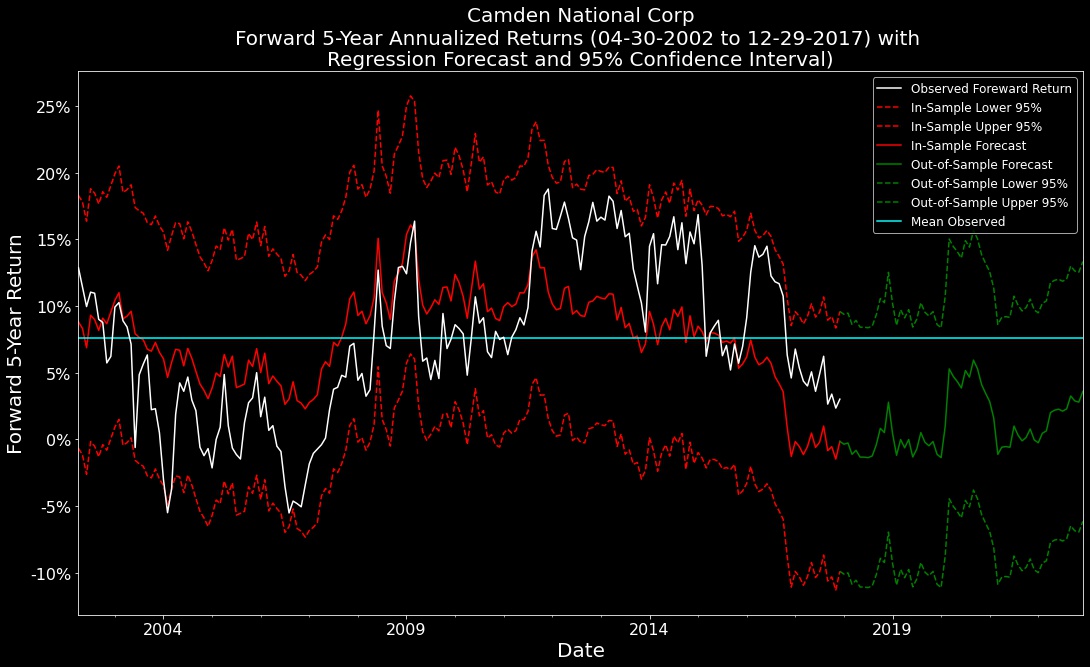 Camden National Corp
Forward 5-Year Annualized Returns (04-30-2002 to 12-29-2017) with
Regression Forecast and 95% Confidence Interval)
Observed Foreward Return
In-Sample Lower 95%
In-Sample Upper 95%
In-Sample Forecast
Out-of-Sample Forecast
Out-of-Sample Lower 95%
Out-of-Sample Upper 95%
Mean Observed
Forward 5-Year Return
25%
20%
15%
10%
5%
0%
-5%
-10%
2004 2009 2014 2019
Date